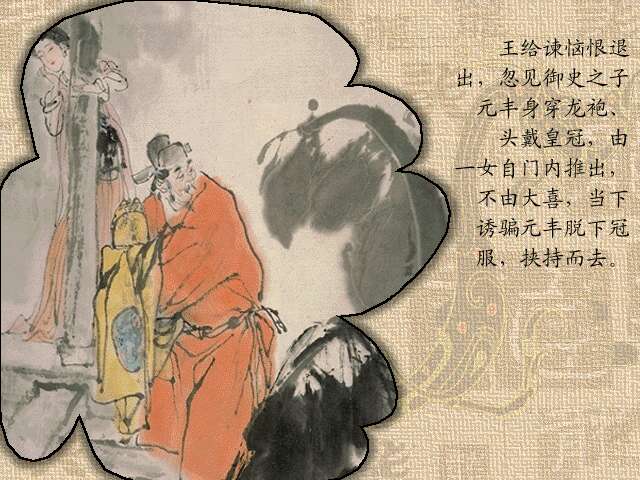 王给谏恼恨退
出，忽见御史之子
元丰身穿龙袍、
头戴皇冠，由
一女自门内推出，
不由大喜，当下
诱骗元丰脱下冠
服，挟持而去。